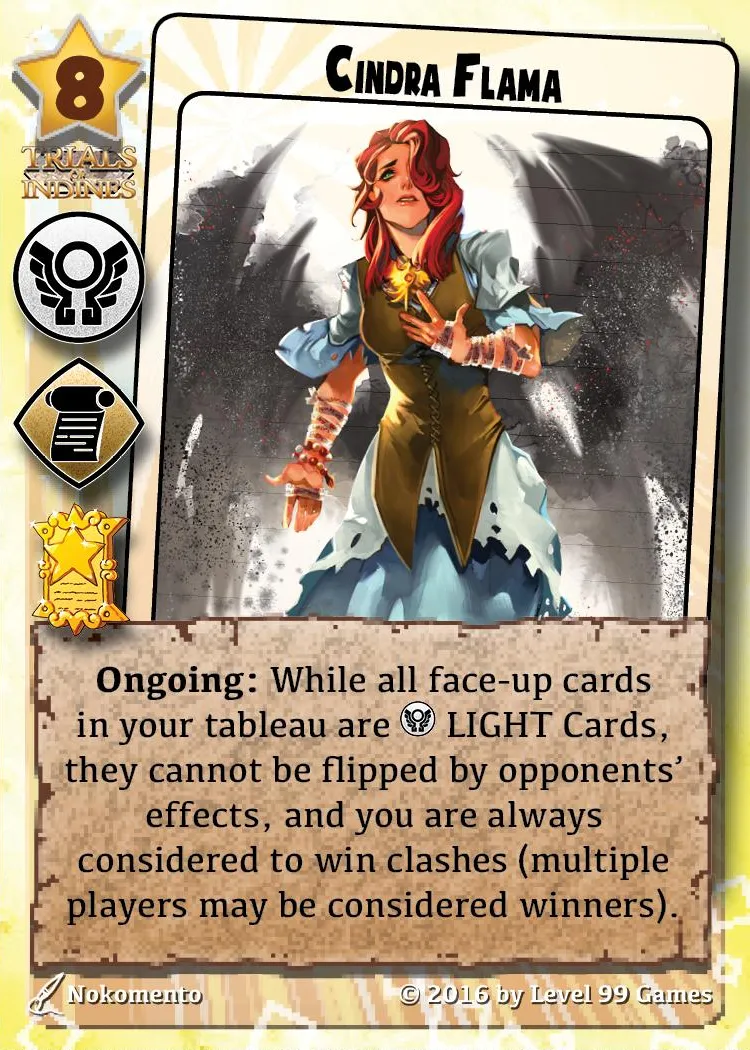 8
CINDRA FLAMA
TRIALS
OF
INDINES
Ongoing: While all face-up cards
in your tableau are LIGHT Cards,
they cannot be flipped by opponents’
effects, and you are always
considered to win clashes (multiple
players may be considered winners).
Nokomento
© 2016 by Level 99 Games